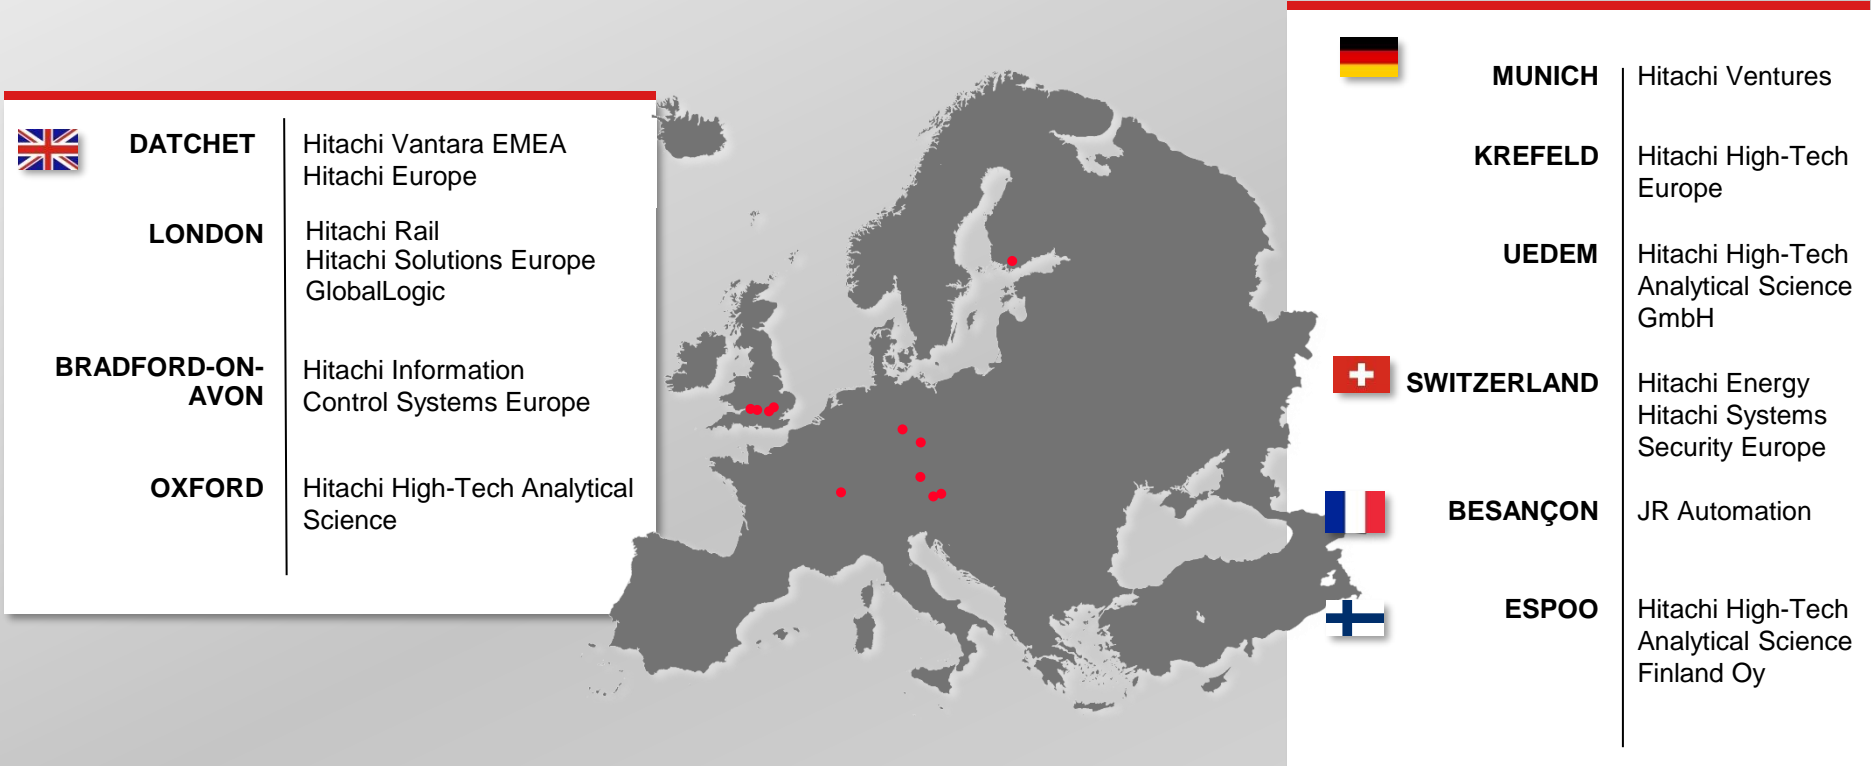 DATCHET
Hitachi Vantara EMEA
Hitachi Europe
LONDON
Hitachi Rail
Hitachi Solutions Europe
GlobalLogic
BRADFORD-ON-
AVON
Hitachi Information
Control Systems Europe
OXFORD
Hitachi High-Tech Analytical
Science
MUNICH
Hitachi Ventures
KREFELD
Hitachi High-Tech
Europe
UEDEM
Hitachi High-Tech
Analytical Science
GmbH
SWITZERLAND
Hitachi Energy
Hitachi Systems
Security Europe
BESANÇON
JR Automation
ESPOO
Hitachi High-Tech
Analytical Science
Finland Oy